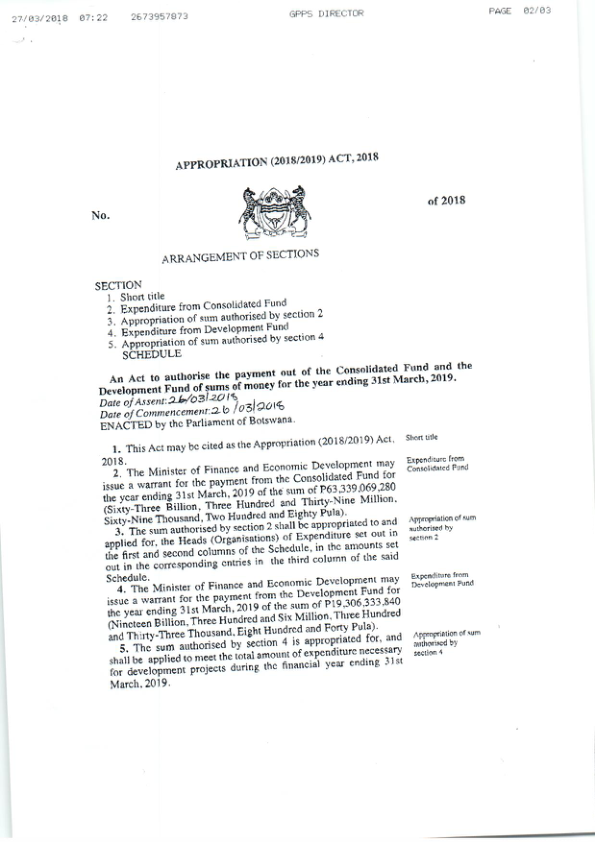 27/03/2018 07:22 2673957873 GPPS DIRECTOR PAGE 02/03
APPROPRIATION (2018/2019) ACT, 2018
No. of 2018
ARRANGEMENT OF SECTIONS
SECTION
1. Short title
2. Expenditure from Consolidated Fund
3. Appropriation of sum authorised by section 2
4. Expenditure from Development Fund
5. Appropriation of sum authorised by section 4
SCHEDULE
An Act to authorise the payment out of the Consolidated Fund and the
Development Fund of sums of money for the year ending 31st March, 2019.
Date of Assent: 26/03/2018
Date of Commencement: 26/03/2018
ENACTED by the Parliament of Botswana.
1. This Act may be cited as the Appropriation (2018/2019) Act,
2018.
Short title
2. The Minister of Finance and Economic Development may
issue a warrant for the payment from the Consolidated Fund for
the year ending 31st March, 2019 of the sum of P63,339,069,280
(Sixty-Three Billion, Three Hundred and Thirty-Nine Million,
Sixty-Nine Thousand, Two Hundred and Eighty Pula).
Expenditure from
Consolidated Fund
3. The sum authorised by section 2 shall be appropriated to and
applied for, the Heads (Organisations) of Expenditure set out in
the first and second columns of the Schedule, in the amounts set
out in the corresponding entries in the third column of the said
Schedule.
Appropriation of sum
authorised by
section 2
4. The Minister of Finance and Economic Development may
issue a warrant for the payment from the Development Fund for
the year ending 31st March, 2019 of the sum of P19,306,333,840
(Nineteen Billion, Three Hundred and Six Million, Three Hundred
and Thirty-Three Thousand, Eight Hundred and Forty Pula).
Expenditure from
Development Fund
5. The sum authorised by section 4 is appropriated for, and
shall be applied to meet the total amount of expenditure necessary
for development projects during the financial year ending 31st
March, 2019.
Appropriation of sum
authorised by
section 4